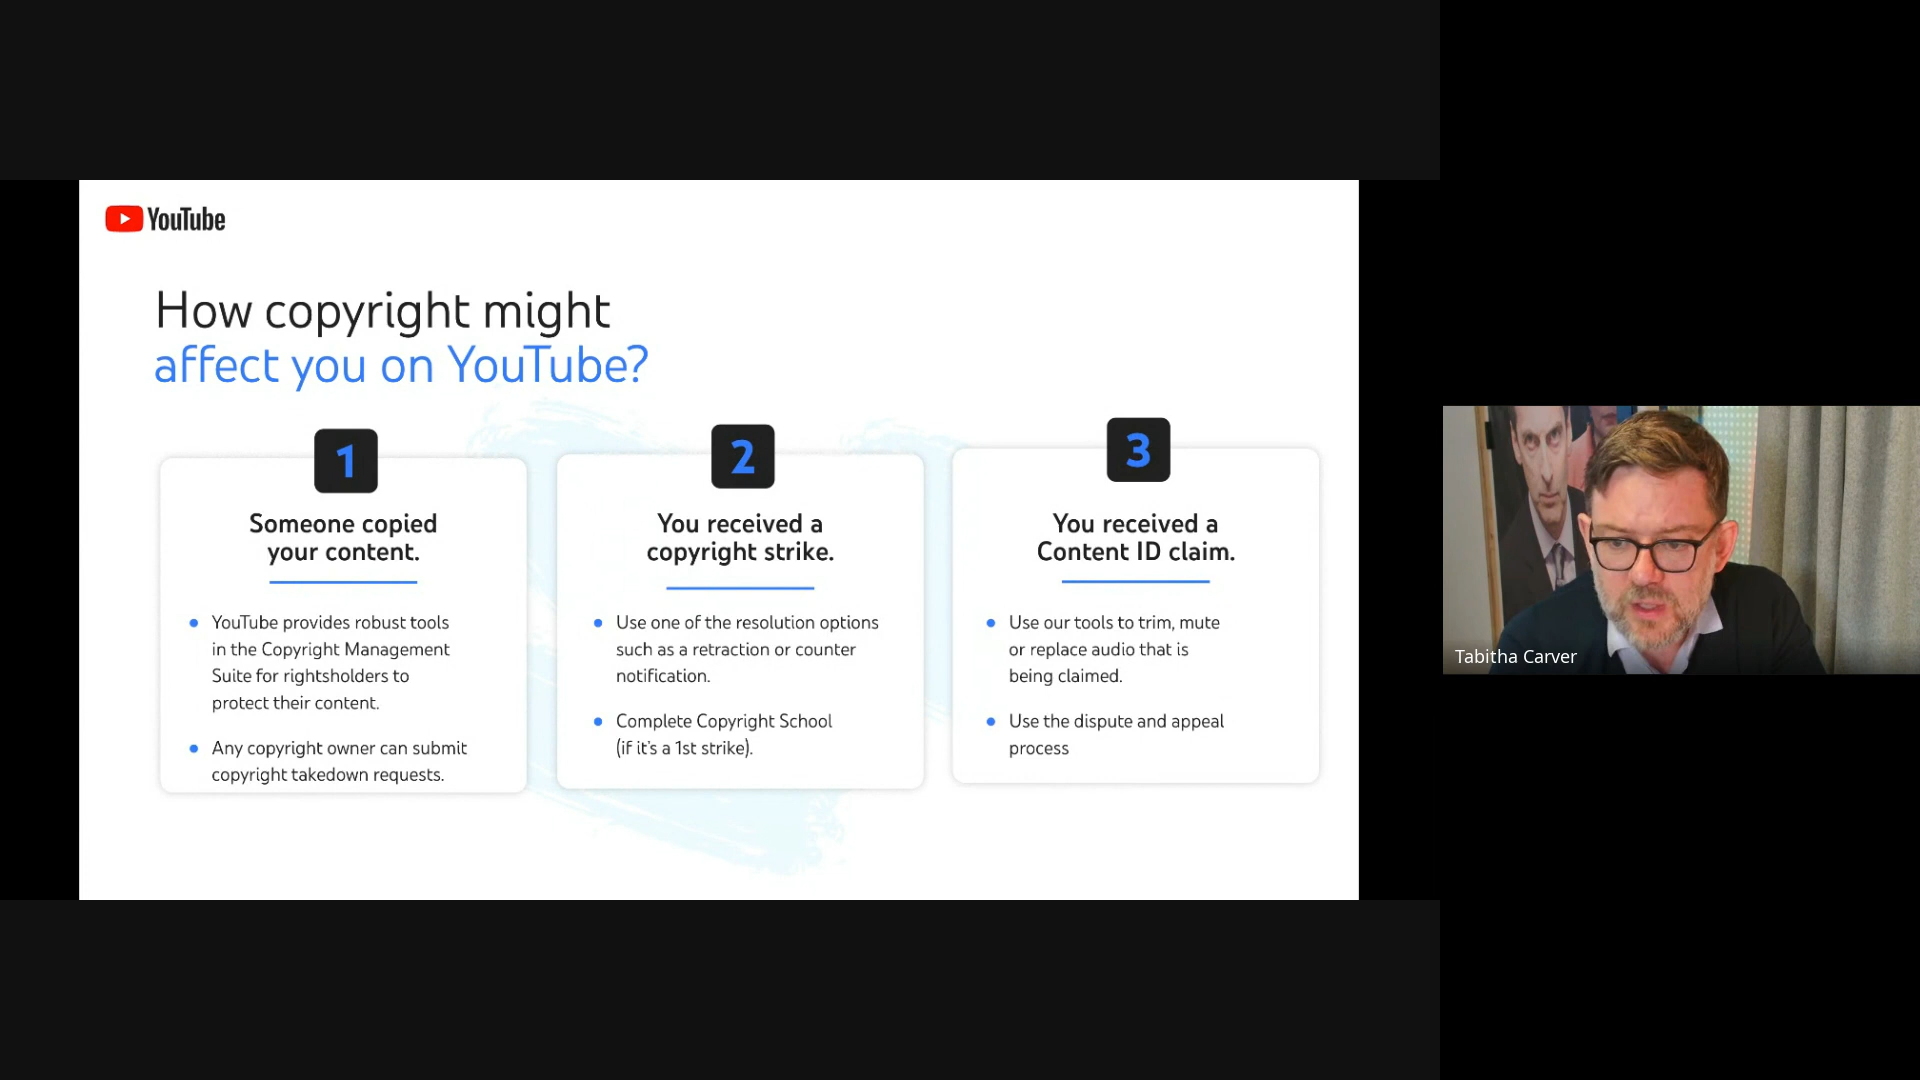 YouTube
How copyright might
affect you on YouTube?
1
Someone copied
your content.
YouTube provides robust tools
in the Copyright Management
Suite for rightsholders to
protect their content.
Any copyright owner can submit
copyright takedown requests.
2
You received a
copyright strike.
Use one of the resolution options
such as a retraction or counter
notification.
Complete Copyright School
(if it's a 1st strike).
3
You received a
Content ID claim.
Use our tools to trim, mute
or replace audio that is
being claimed.
Use the dispute and appeal
process
Tabitha Carver